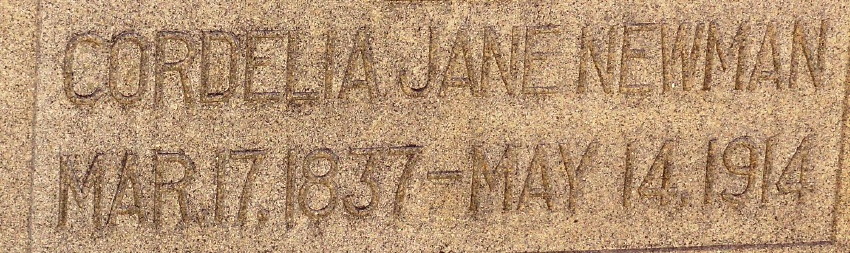 CORDELIA JANE NEWMAN
MAR. 17, 1837 - MAY 14, 1914